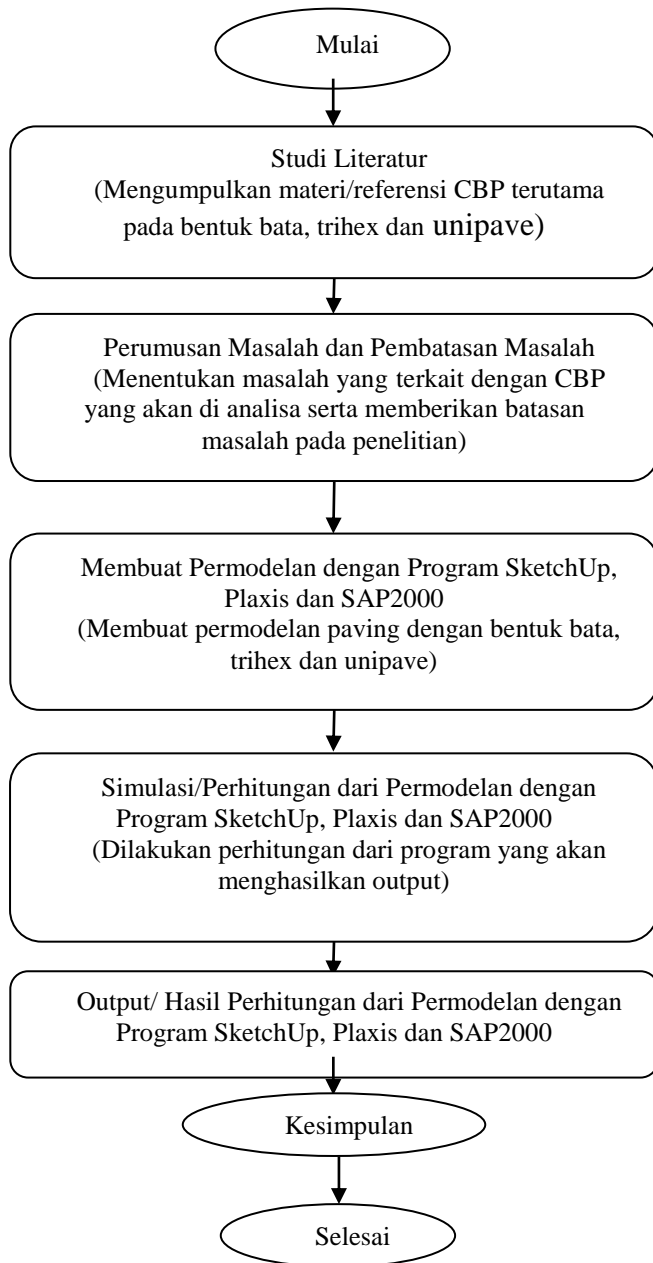 Mulai
Studi Literatur
(Mengumpulkan materi/referensi CBP terutama
pada bentuk bata, trihex dan unipave)
Perumusan Masalah dan Pembatasan Masalah
(Menentukan masalah yang terkait dengan CBP
yang akan di analisa serta memberikan batasan
masalah pada penelitian)
Membuat Permodelan dengan Program SketchUp,
Plaxis dan SAP2000
(Membuat permodelan paving dengan bentuk bata,
trihex dan unipave)
Simulasi/Perhitungan dari Permodelan dengan
Program SketchUp, Plaxis dan SAP2000
(Dilakukan perhitungan dari program yang akan
menghasilkan output)
Output/ Hasil Perhitungan dari Permodelan dengan
Program SketchUp, Plaxis dan SAP2000
Kesimpulan
Selesai